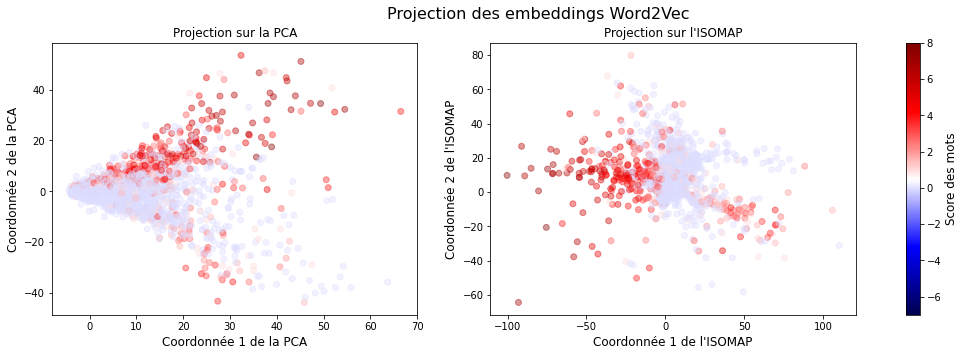 Projection des embeddings Word2Vec
Projection sur la PCA
Coordonnée 2 de la PCA
40
20
0
−20
−40
0 10 20 30 40 50 60 70
Coordonnée 1 de la PCA
Projection sur l'ISOMAP
Coordonnée 2 de l'ISOMAP
80
60
40
20
0
−20
−40
−60
−100 −50 0 50 100
Coordonnée 1 de l'ISOMAP
8
6
4
2
0
−2
−4
−6
Score des mots